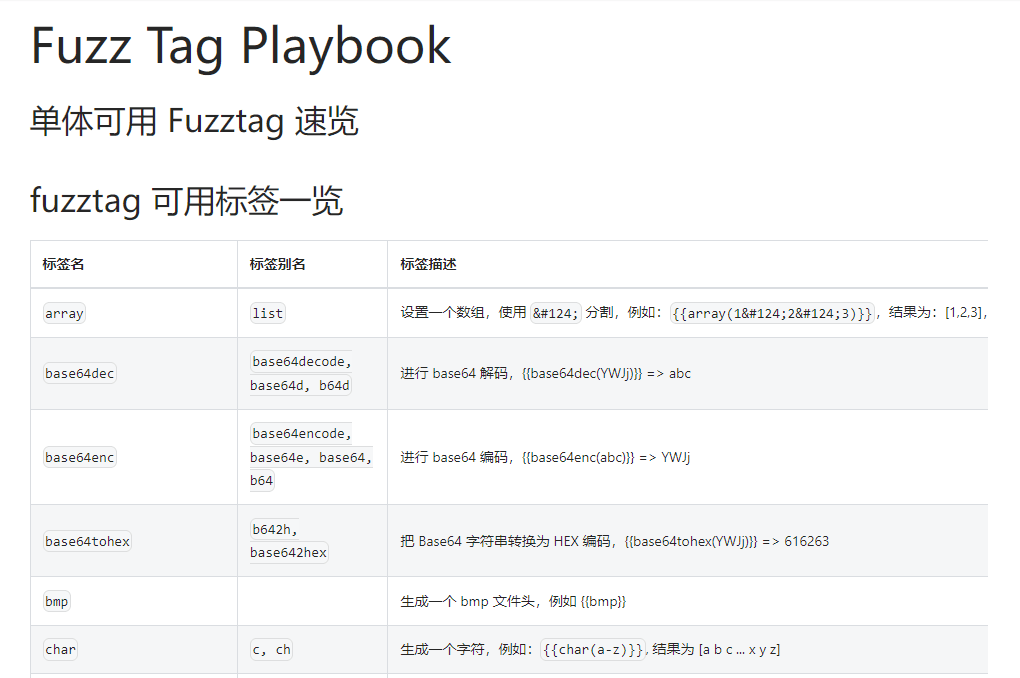 Fuzz Tag Playbook
单体可用 Fuzztag 速览
fuzztag 可用标签一览
标签名 标签别名 标签描述
array list 设置一个数组，使用 &#124; 分割，例如：{{array(1&#124;2&#124;3)}}，结果为：[1,2,3]，
base64dec base64decode, base64d, b64d 进行 base64 解码，{{base64dec(YWJj)}} => abc
base64enc base64encode, base64e, base64, b64 进行 base64 编码，{{base64enc(abc)}} => YWJj
base64tohex b642h, base642hex 把 Base64 字符串转换为 HEX 编码，{{base64tohex(YWJj)}} => 616263
bmp 生成一个 bmp 文件头，例如 {{bmp}}
char c, ch 生成一个字符，例如：{{char(a-z)}}, 结果为 [a b c ... x y z]